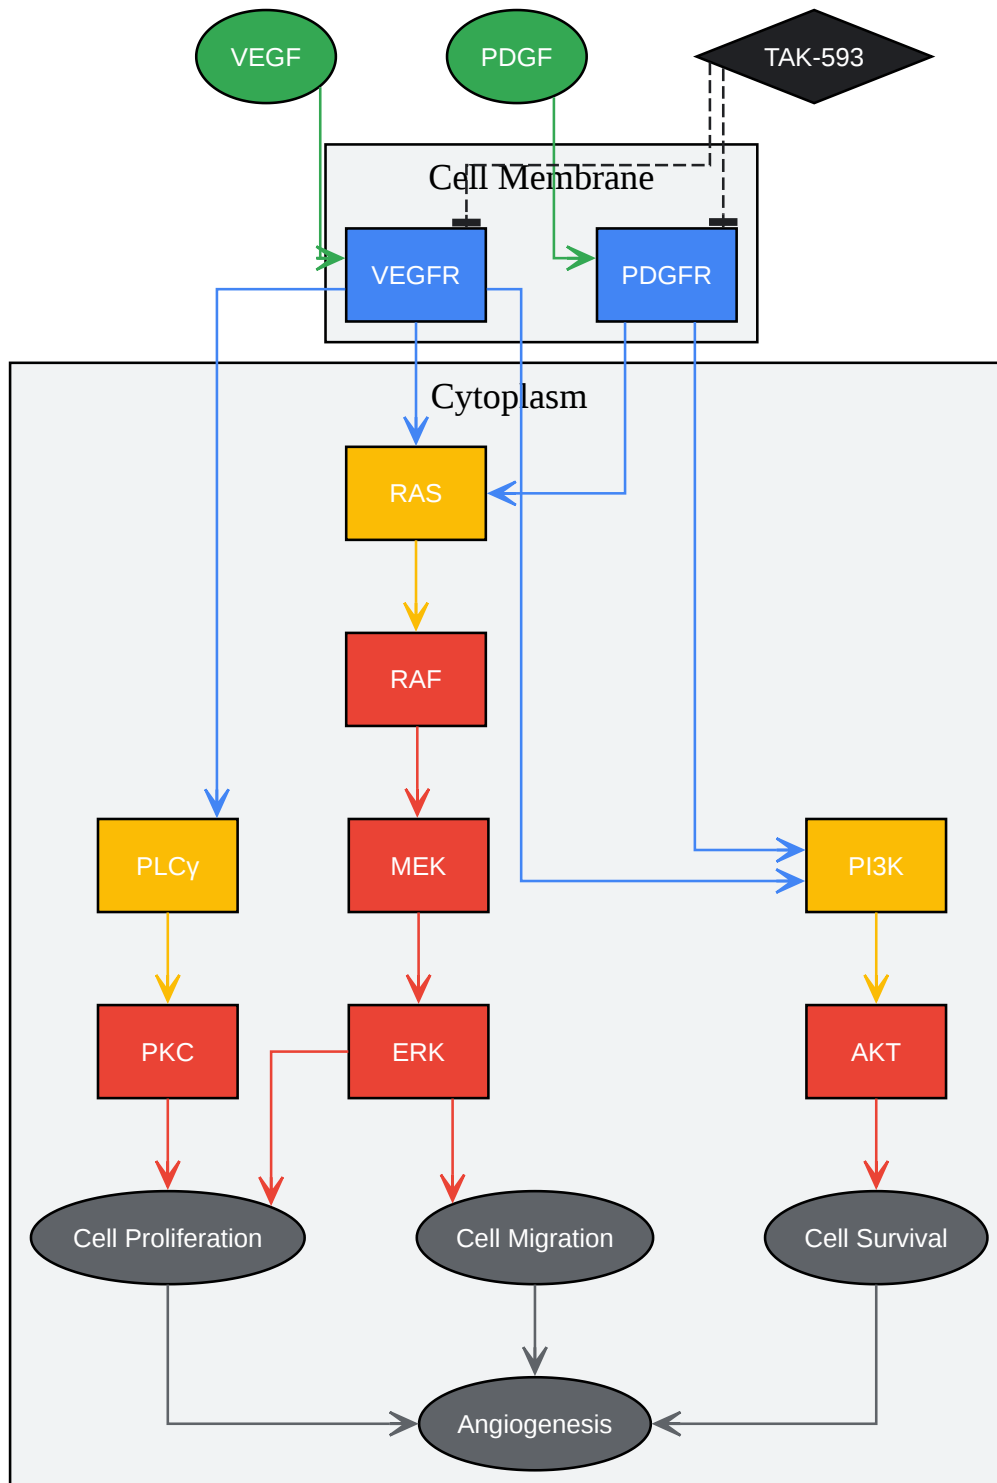 VEGF
PDGF
TAK-593
Cell Membrane
VEGFR
PDGFR
Cytoplasm
RAS
RAF
PLCγ
MEK
PI3K
PKC
ERK
AKT
Cell Proliferation
Cell Migration
Cell Survival
Angiogenesis